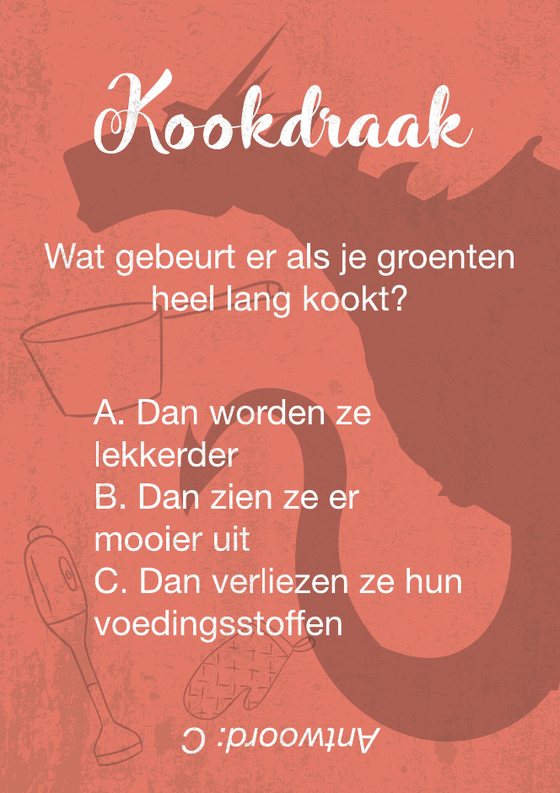 Kookdraak
Wat gebeurt er als je groenten
heel lang kookt?
A. Dan worden ze
lekkerder
B. Dan zien ze er
mooier uit
C. Dan verliezen ze hun
voedingsstoffen
Antwoord: C